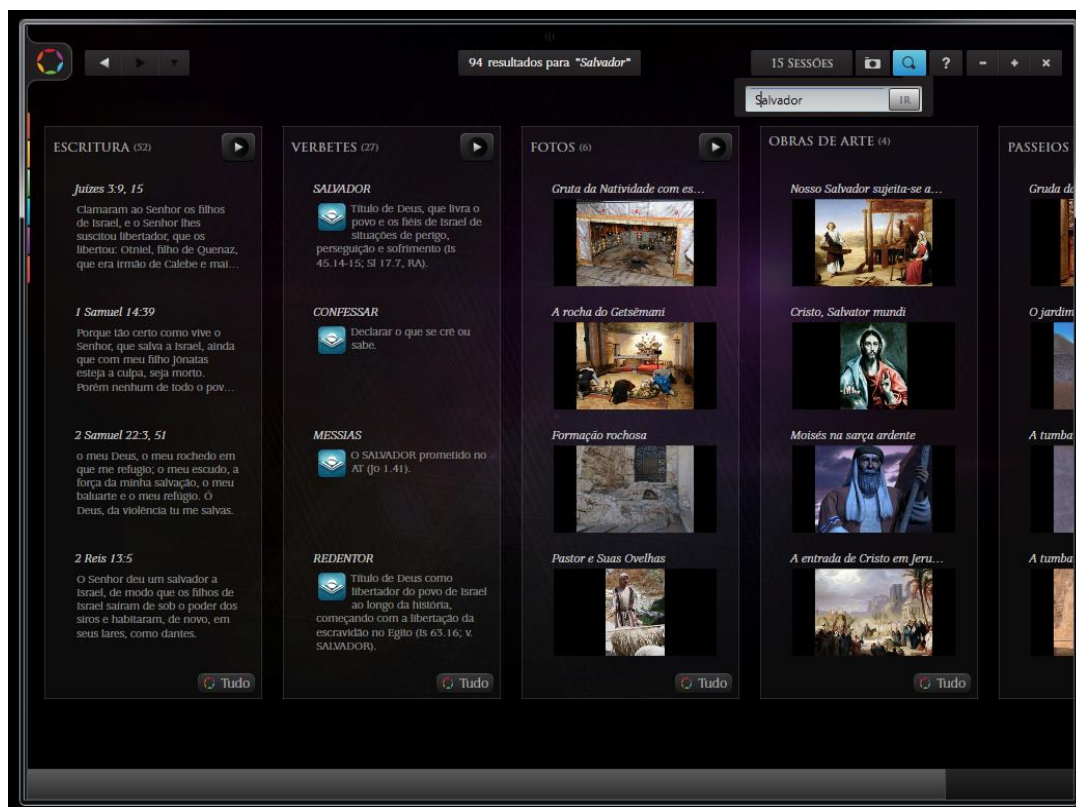 94 resultados para "Salvador"
15 SESSÕES
?
Salvador
IR
ESCRITURA (52)
Juízes 3:9, 15
Clamaram ao Senhor os filhos
de Israel, e o Senhor lhes
suscitou libertador, que os
libertou: Otniel, filho de Quenaz,
que era irmão de Calebe e mai...
1 Samuel 14:39
Porque tão certo como vive o
Senhor, que salva a Israel, ainda
que com meu filho Jônatas
esteja a culpa, seja morto.
Porém nenhum de todo o pov...
2 Samuel 22:3, 51
o meu Deus, o meu rochedo em
que me refugio; o meu escudo, a
força da minha salvação, o meu
baluarte e o meu refúgio. Ó
Deus, da violência tu me salvas.
2 Reis 13:5
O Senhor deu um salvador a
Israel, de modo que os filhos de
Israel saíram de sob o poder dos
siros e habitaram, de novo, em
seus lares, como dantes.
Tudo
VERBETES (27)
SALVADOR
Título de Deus, que livra o
povo e os fiéis de Israel de
situações de perigo,
perseguição e sofrimento (Is
45.14-15; Sl 17.7, RA).
CONFESSAR
Declarar o que se crê ou
sabe.
MESSIAS
O SALVADOR prometido no
AT (Jo 1.41).
REDENTOR
Título de Deus como
libertador do povo de Israel
ao longo da história,
começando com a libertação da
escravidão no Egito (Is 63.16; v.
SALVADOR).
Tudo
FOTOS (6)
Gruta da Natividade com es...
A rocha do Getsêmani
Formação rochosa
Pastor e Suas Ovelhas
Tudo
OBRAS DE ARTE (4)
Nosso Salvador sujeita-se a...
Cristo, Salvator mundi
Moisés na sarça ardente
A entrada de Cristo em Jeru...
Tudo
PASSEIOS
Gruda da
O jardim
A tumba
A tumba